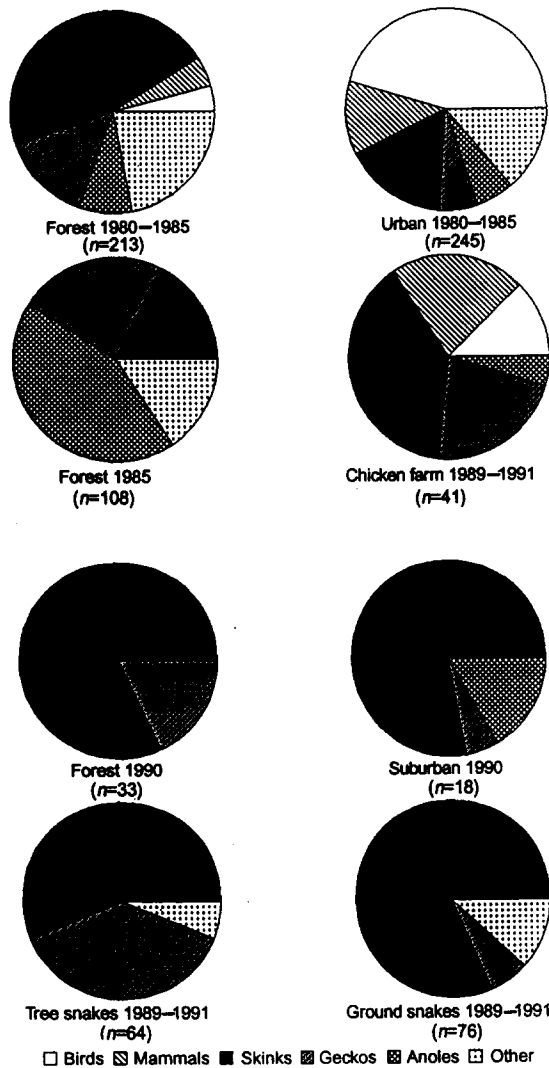 Forest 1980–1985
(n=213)
Urban 1980–1985
(n=245)
Forest 1985
(n=108)
Chicken farm 1989–1991
(n=41)
Forest 1990
(n=33)
Suburban 1990
(n=18)
Tree snakes 1989–1991
(n=64)
Ground snakes 1989–1991
(n=76)
Birds Mammals Skinks Geckos Anoles Other